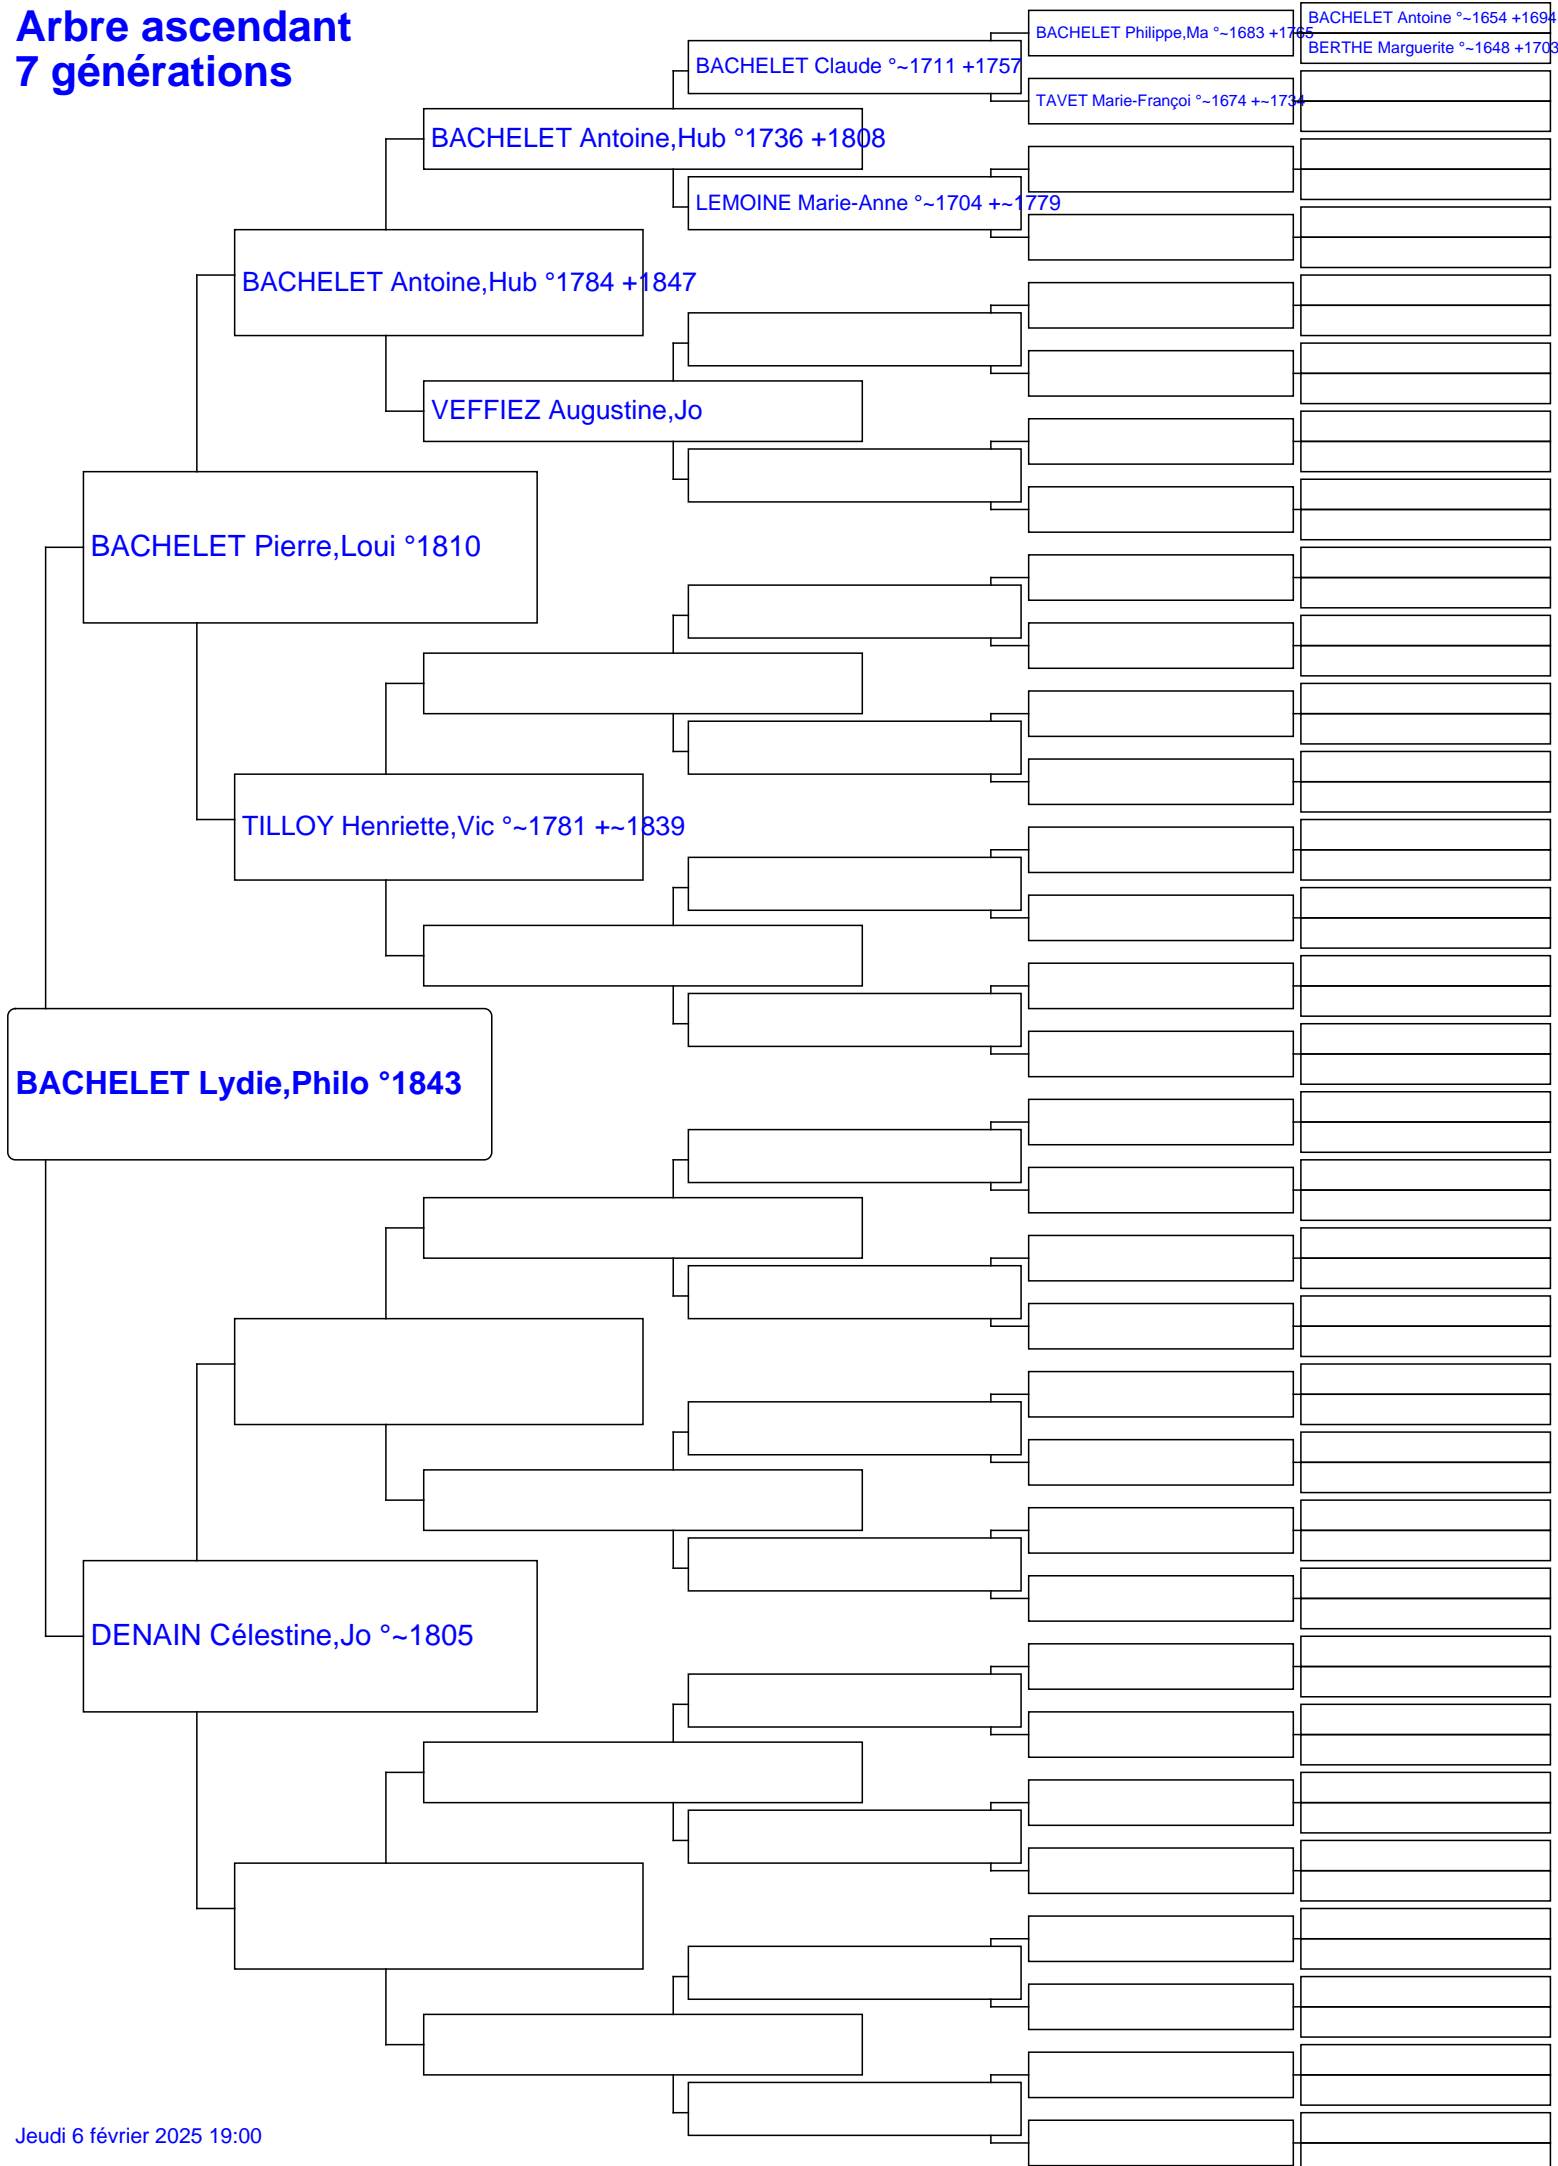 Arbre ascendant
7 générations
BACHELET Antoine °~1654 +1694
BACHELET Philippe,Ma °~1683 +1765
BERTHE Marguerite °~1648 +1703
BACHELET Claude °~1711 +1757
TAVET Marie-Françoi °~1674 +~1734
BACHELET Antoine,Hub °1736 +1808
LEMOINE Marie-Anne °~1704 +~1779
BACHELET Antoine,Hub °1784 +1847
VEFFIEZ Augustine,Jo
BACHELET Pierre,Loui °1810
TILLOY Henriette,Vic °~1781 +~1839
BACHELET Lydie,Philo °1843
DENAIN Célestine,Jo °~1805
Jeudi 6 février 2025 19:00